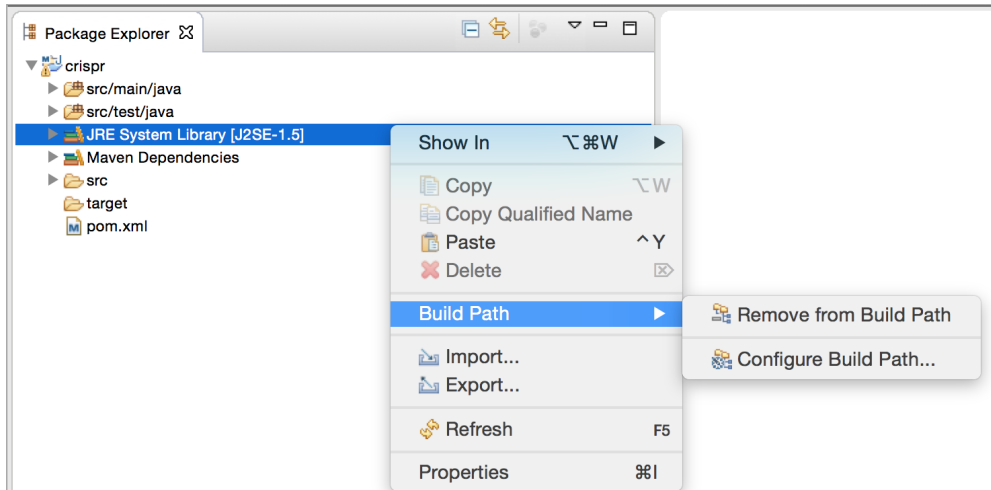 Package Explorer
crispr
src/main/java
src/test/java
JRE System Library [J2SE-1.5]
Maven Dependencies
src
target
pom.xml
Show In ⌥⌘W ▶
Copy ⌥W
Copy Qualified Name
Paste ^Y
Delete ⌦
Build Path ▶
Remove from Build Path
Configure Build Path...
Import...
Export...
Refresh F5
Properties ⌘I